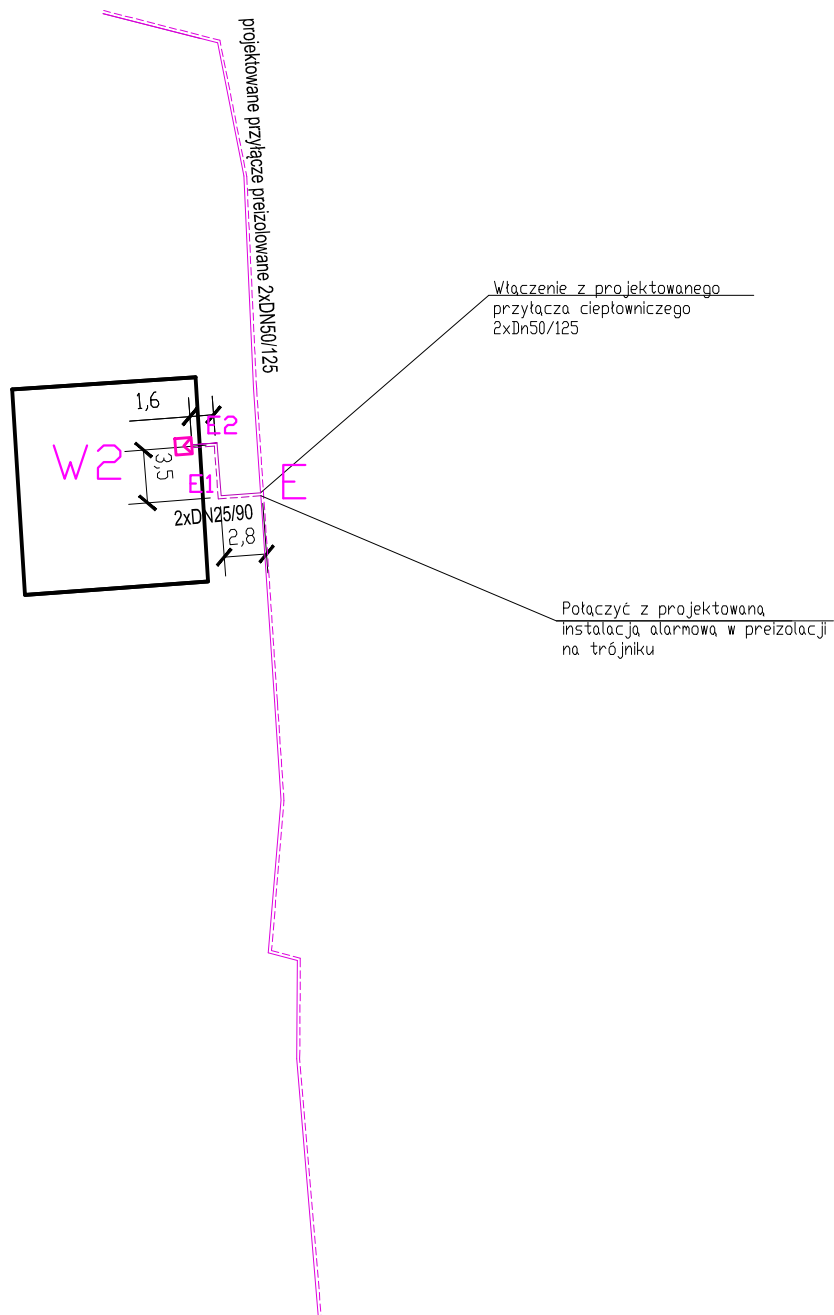 projektowane przyłącze preizolowane 2xDN50/125
Włączenie z projektowanego
przyłącza ciepłowniczego
2xDn50/125
1,6
E2
W2
3,5
E1
E
2xDN25/90
2,8
Połączyć z projektowaną
instalacją alarmową w preizolacji
na trójniku